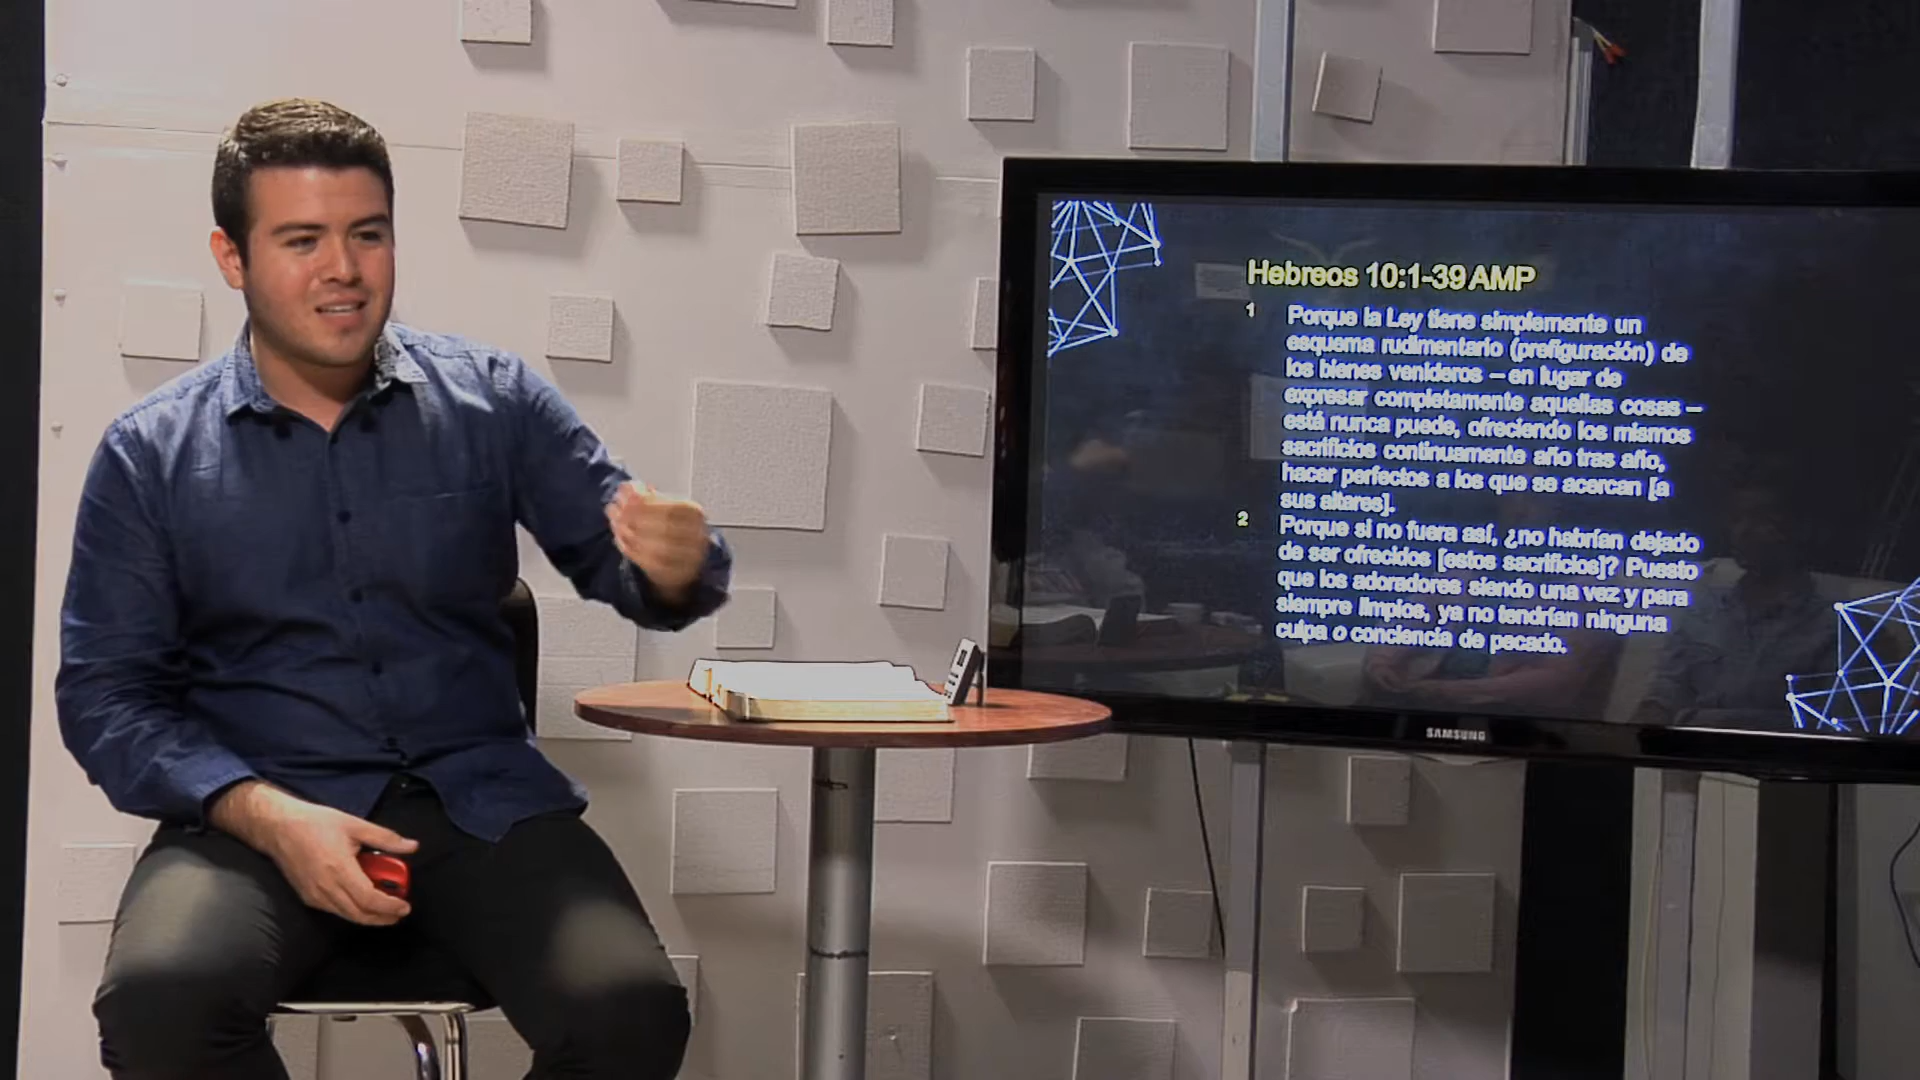 Hebreos 10:1-39 AMP
1 Porque la Ley tiene simplemente un
esquema rudimentario (prefiguración) de
los bienes venideros – en lugar de
expresar completamente aquellas cosas –
está nunca puede, ofreciendo los mismos
sacrificios continuamente año tras año,
hacer perfectos a los que se acercan [a
sus altares].
2 Porque si no fuera así, ¿no habrían dejado
de ser ofrecidos [estos sacrificios]? Puesto
que los adoradores siendo una vez y para
siempre limpios, ya no tendrían ninguna
culpa o conciencia de pecado.
SAMSUNG